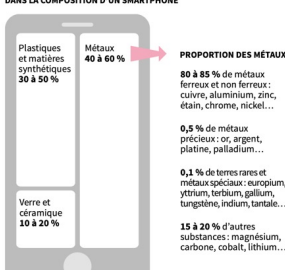 DANS LA COMPOSITION D'UN SMARTPHONE
Plastiques
et matières
synthétiques
30 à 50 %
Métaux
40 à 60 %
Verre et
céramique
10 à 20 %
PROPORTION DES MÉTAUX
80 à 85 % de métaux
ferreux et non ferreux :
cuivre, aluminium, zinc,
étain, chrome, nickel…
0,5 % de métaux
précieux : or, argent,
platine, palladium…
0,1 % de terres rares et
métaux spéciaux : europium,
yttrium, terbium, gallium,
tungstène, indium, tantale…
15 à 20 % d'autres
substances : magnésium,
carbone, cobalt, lithium…